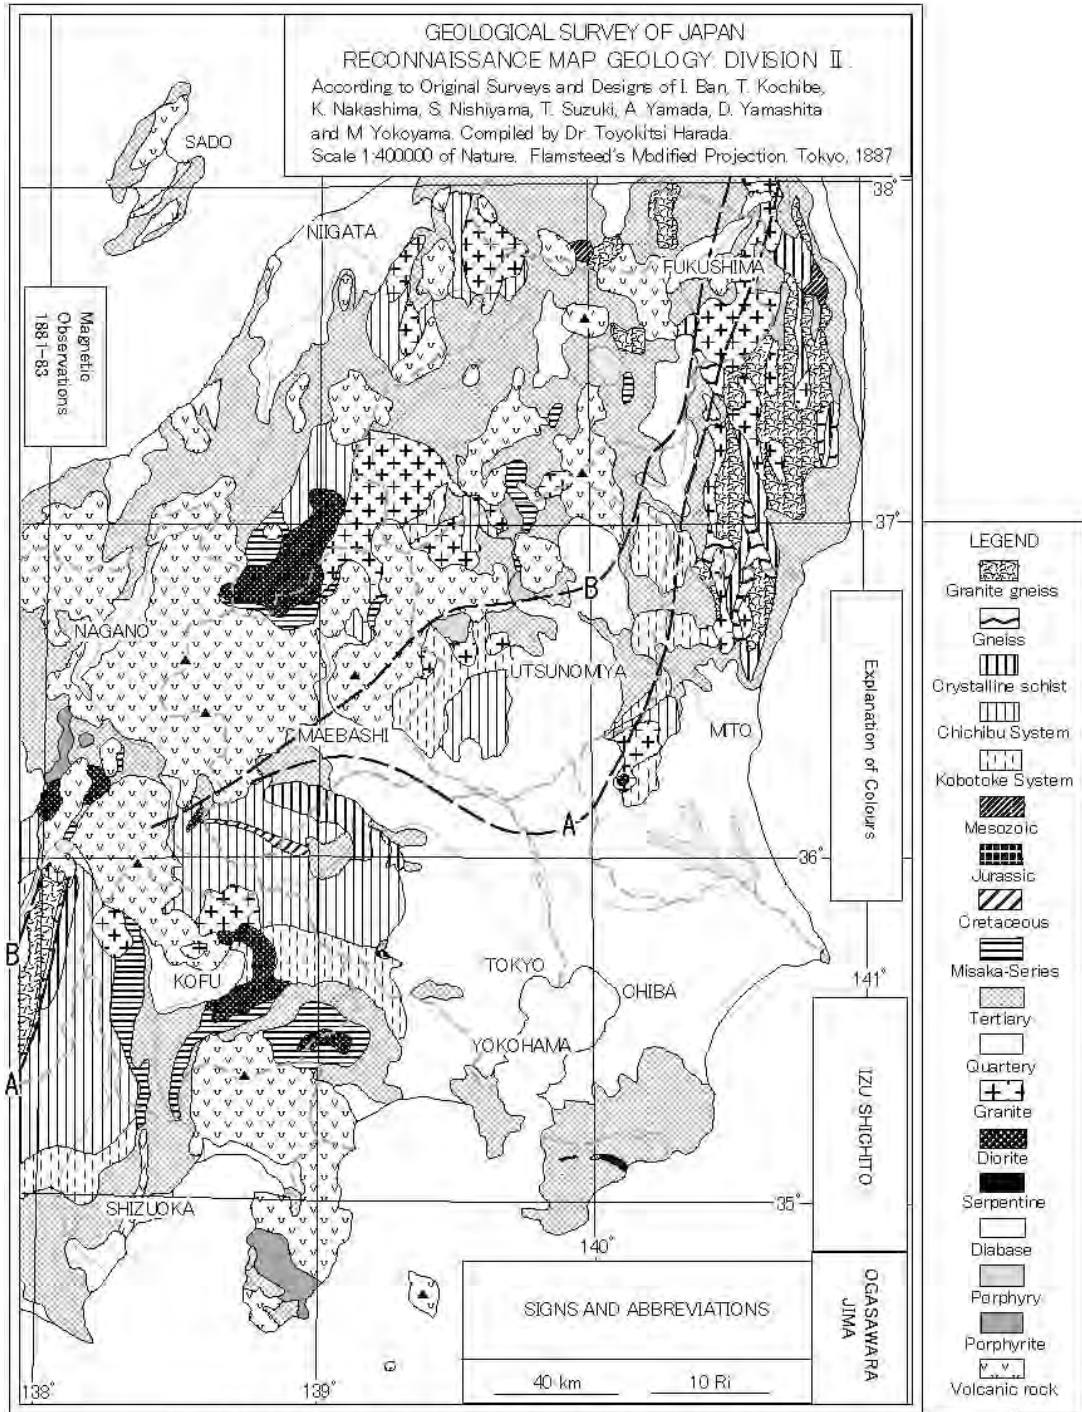 GEOLOGICAL SURVEY OF JAPAN
RECONNAISSANCE MAP GEOLOGY. DIVISION II.
According to Original Surveys and Designs of I. Ban, T. Kochibe,
K. Nakashima, S. Nishiyama, T. Suzuki, A. Yamada, D. Yamashita
and M. Yokoyama. Compiled by Dr. Toyokitsi Harada.
Scale 1:400000 of Nature. Flamsteed's Modified Projection. Tokyo, 1887
SADO
38°
NIIGATA
FUKUSHIMA
Magnetic
Observations
1881-83
37°
B
NAGANO
UTSUNOMIYA
MAEBASHI
MITO
A
Explanation of Colours
36°
B
KOFU
TOKYO
CHIBA
141°
YOKOHAMA
A
IZU SHICHITO
SHIZUOKA
35°
140°
SIGNS AND ABBREVIATIONS
OGASAWARA
JIMA
40 km
10 Ri
138°
139°
LEGEND
Granite gneiss
Gneiss
Crystalline schist
Chichibu System
Kobotoke System
Mesozoic
Jurassic
Cretaceous
Misaka-Series
Tertiary
Quartery
Granite
Diorite
Serpentine
Diabase
Porphyry
Porphyrite
Volcanic rock